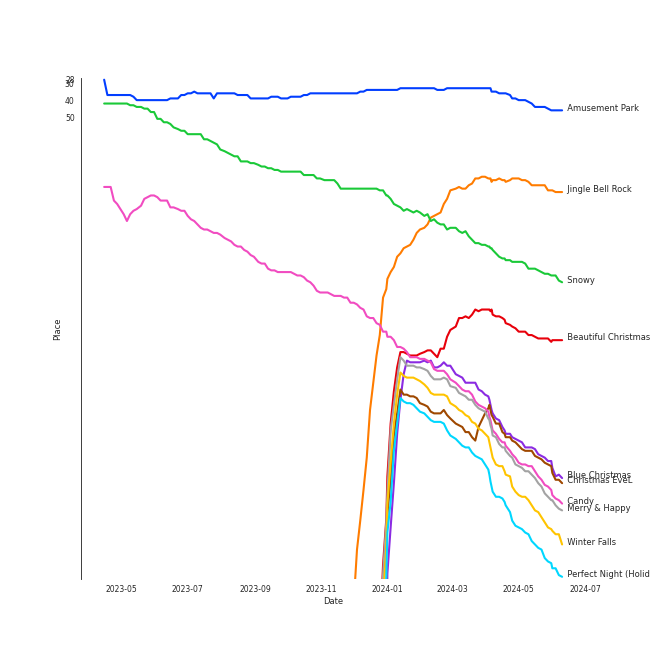 28
30
40
50
Place
Amusement Park
Jingle Bell Rock
Snowy
Beautiful Christmas
Blue Christmas
Christmas EveL
Candy
Merry & Happy
Winter Falls
Perfect Night (Holid
2023-05 2023-07 2023-09 2023-11 2024-01 2024-03 2024-05 2024-07
Date